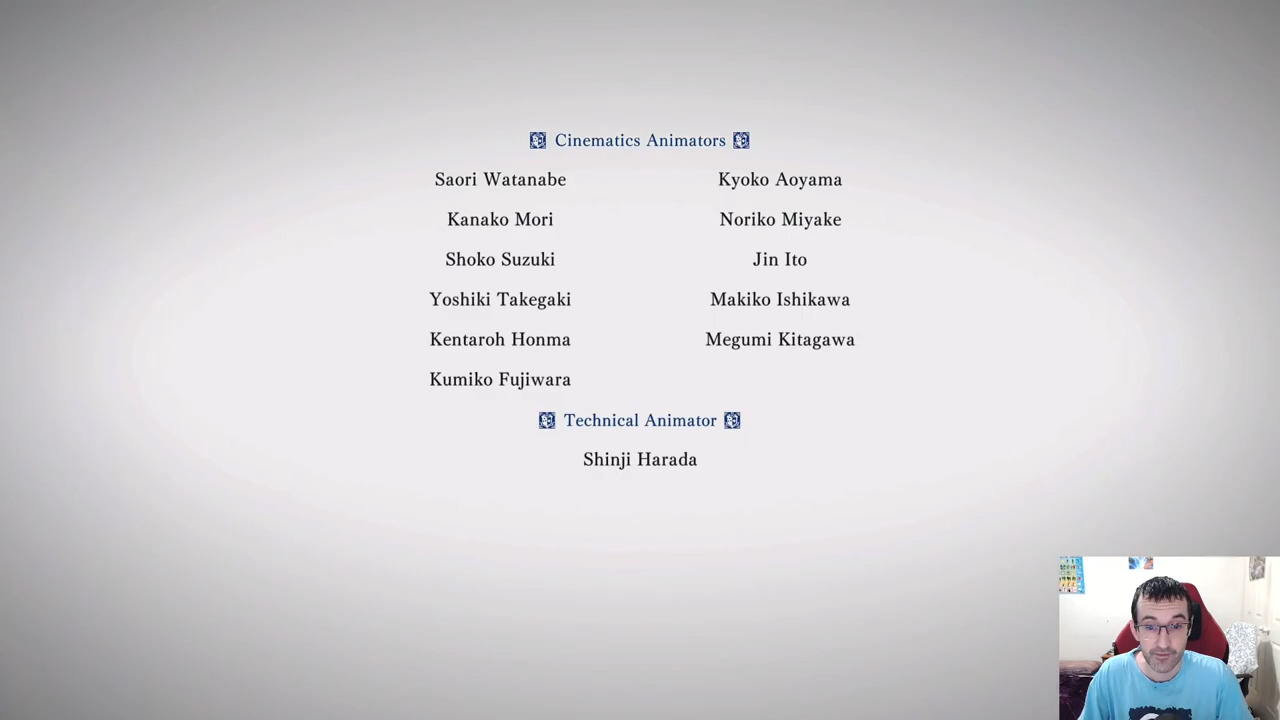 Cinematics Animators
Saori Watanabe Kyoko Aoyama
Kanako Mori Noriko Miyake
Shoko Suzuki Jin Ito
Yoshiki Takegaki Makiko Ishikawa
Kentaroh Honma Megumi Kitagawa
Kumiko Fujiwara
Technical Animator
Shinji Harada